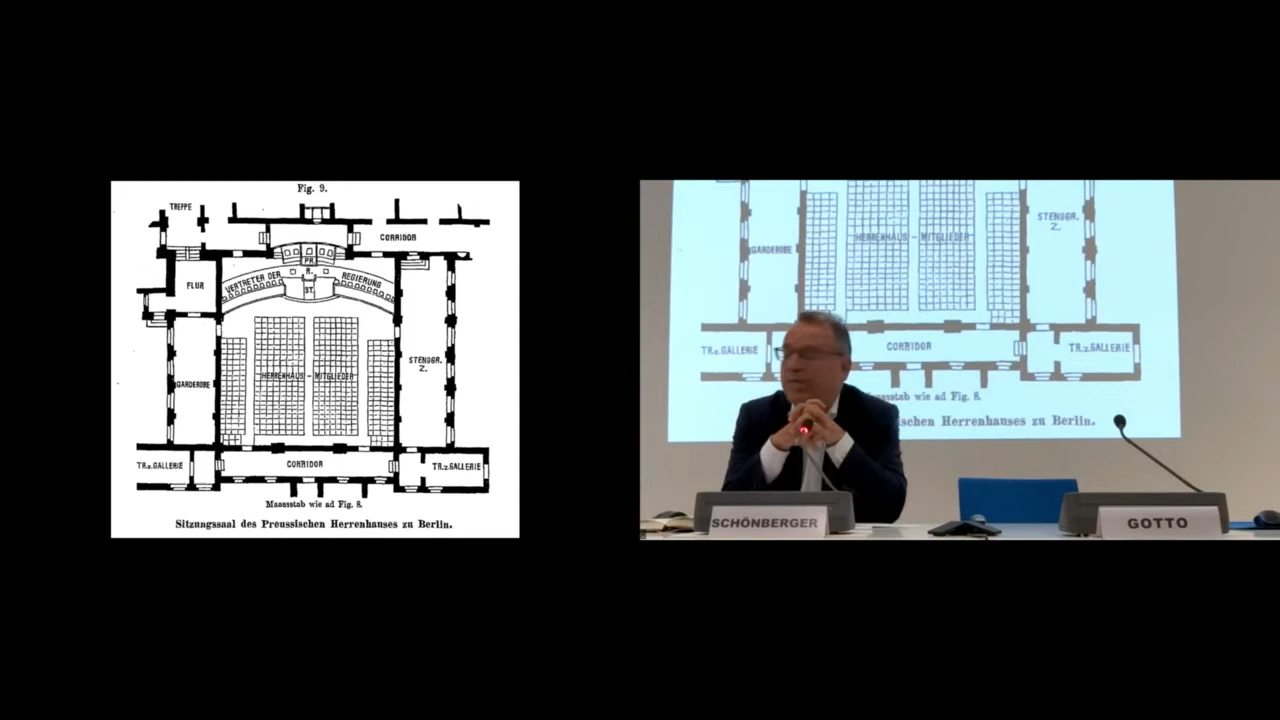 Fig. 9.
TREPPE
CORRIDOR
PR.
R.
VERTRETER DER
REGIERUNG
ST.
FLUR
STENOGR.
Z.
HERRENHAUS - MITGLIEDER
GARDEROBE
TR.z.GALLERIE
CORRIDOR
TR.z.GALLERIE
Maassstab wie ad Fig. 8.
Sitzungssaal des Preussischen Herrenhauses zu Berlin.
STENOGR.
Z.
HERRENHAUS - MITGLIEDER
GARDEROBE
TR.z.GALLERIE
CORRIDOR
TR.z.GALLERIE
wie ad Fig. 8.
Herrenhauses zu Berlin.
SCHÖNBERGER
GOTTO